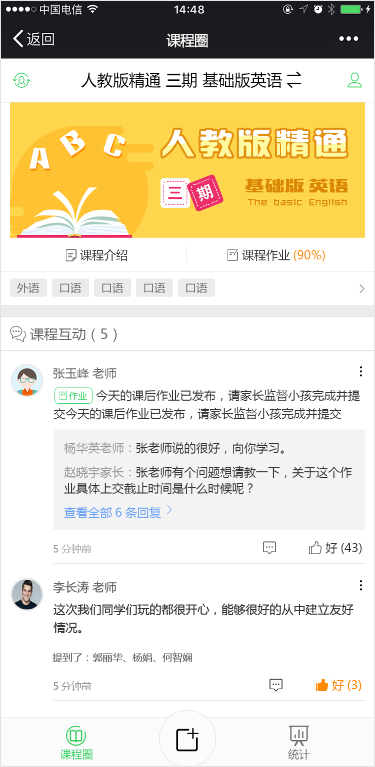 中国电信 14:48
返回 课程圈
人教版精通 三期 基础版英语
ABC 人教版精通
三期 基础版 英语
The basic English
课程介绍 课程作业 (90%)
外语 口语 口语 口语 口语
课程互动 ( 5 )
张玉峰 老师
作业 今天的课后作业已发布，请家长监督小孩完成并提
交今天的课后作业已发布，请家长监督小孩完成并提交
杨华英老师：张老师说的很好，向你学习。
赵晓宇家长：张老师有个问题想请教一下，关于这个作
业具体上交截止时间是什么时候呢？
查看全部 6 条回复
5 分钟前 好 (43)
李长涛 老师
这次我们同学们玩的都很开心，能够很好的从中建立友好
情况。
提到了：郭丽华、杨娟、何智娴
5 分钟前 好 (3)
课程圈 统计